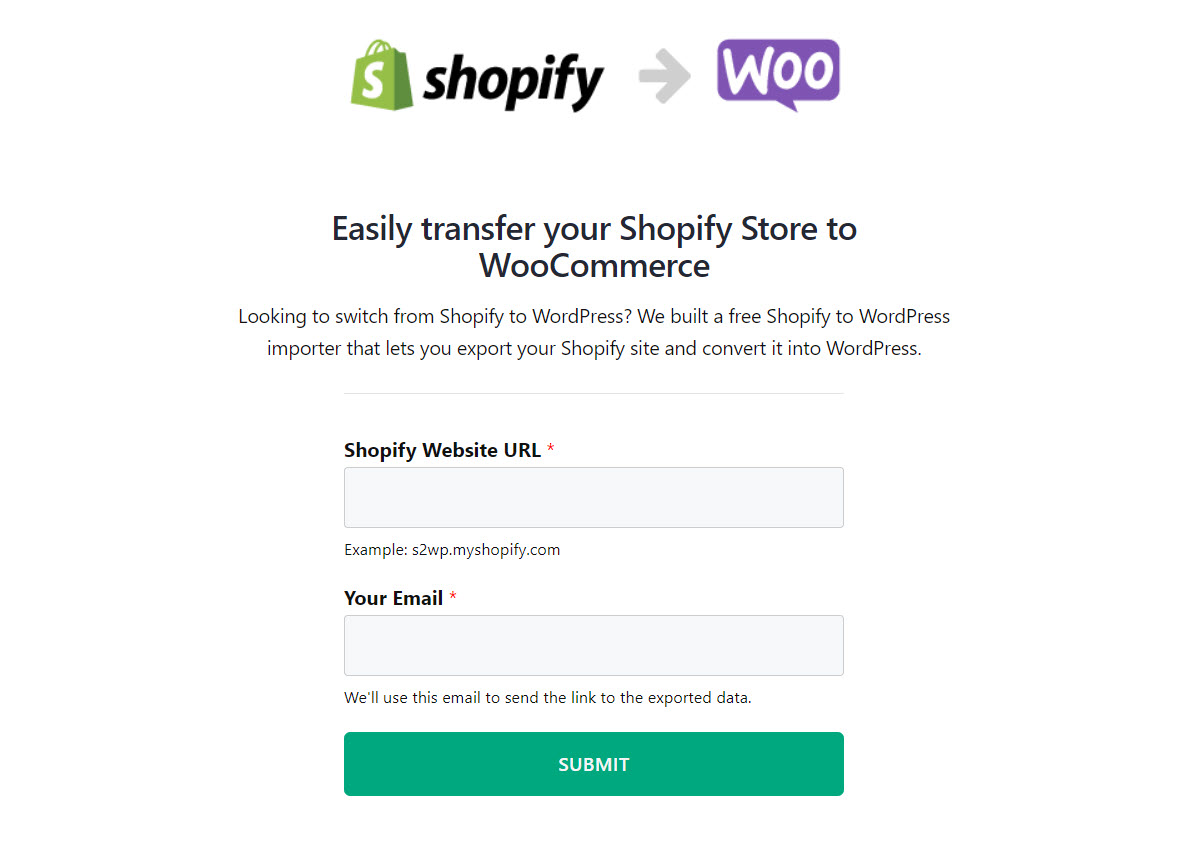 shopify Woo
Easily transfer your Shopify Store to
WooCommerce
Looking to switch from Shopify to WordPress? We built a free Shopify to WordPress
importer that lets you export your Shopify site and convert it into WordPress.
Shopify Website URL *
Example: s2wp.myshopify.com
Your Email *
We'll use this email to send the link to the exported data.
SUBMIT